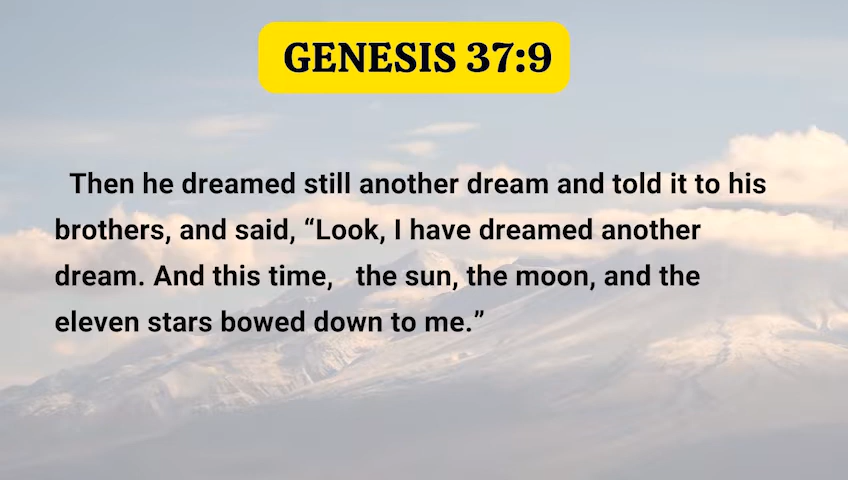 GENESIS 37:9
Then he dreamed still another dream and told it to his
brothers, and said, “Look, I have dreamed another
dream. And this time, the sun, the moon, and the
eleven stars bowed down to me.”